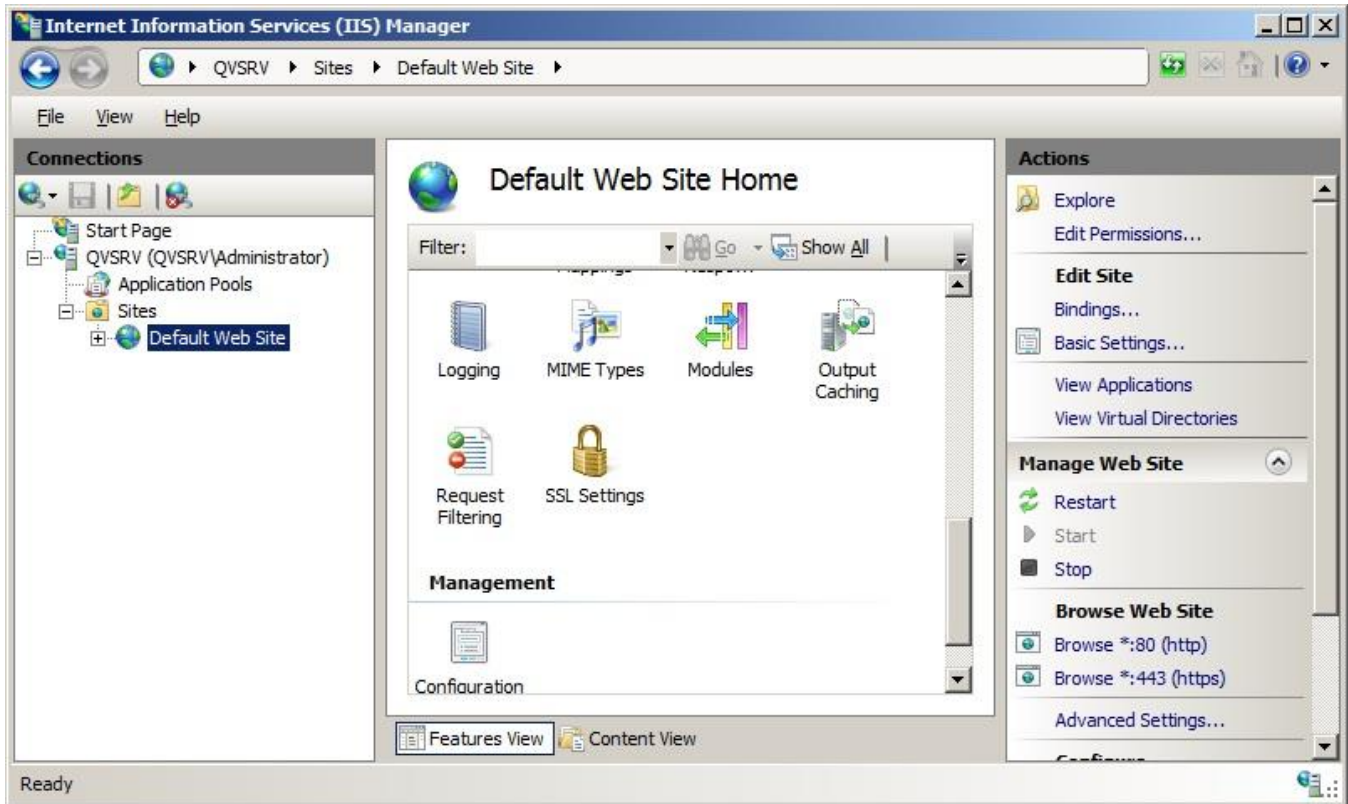 Internet Information Services (IIS) Manager
QVSRV Sites Default Web Site
File View Help
Connections
Start Page
QVSRV (QVSRV\Administrator)
Application Pools
Sites
Default Web Site
Default Web Site Home
Filter: Go Show All
Logging
MIME Types
Modules
Output
Caching
Request
Filtering
SSL Settings
Management
Configuration
Features View Content View
Actions
Explore
Edit Permissions...
Edit Site
Bindings...
Basic Settings...
View Applications
View Virtual Directories
Manage Web Site
Restart
Start
Stop
Browse Web Site
Browse *:80 (http)
Browse *:443 (https)
Advanced Settings...
Ready